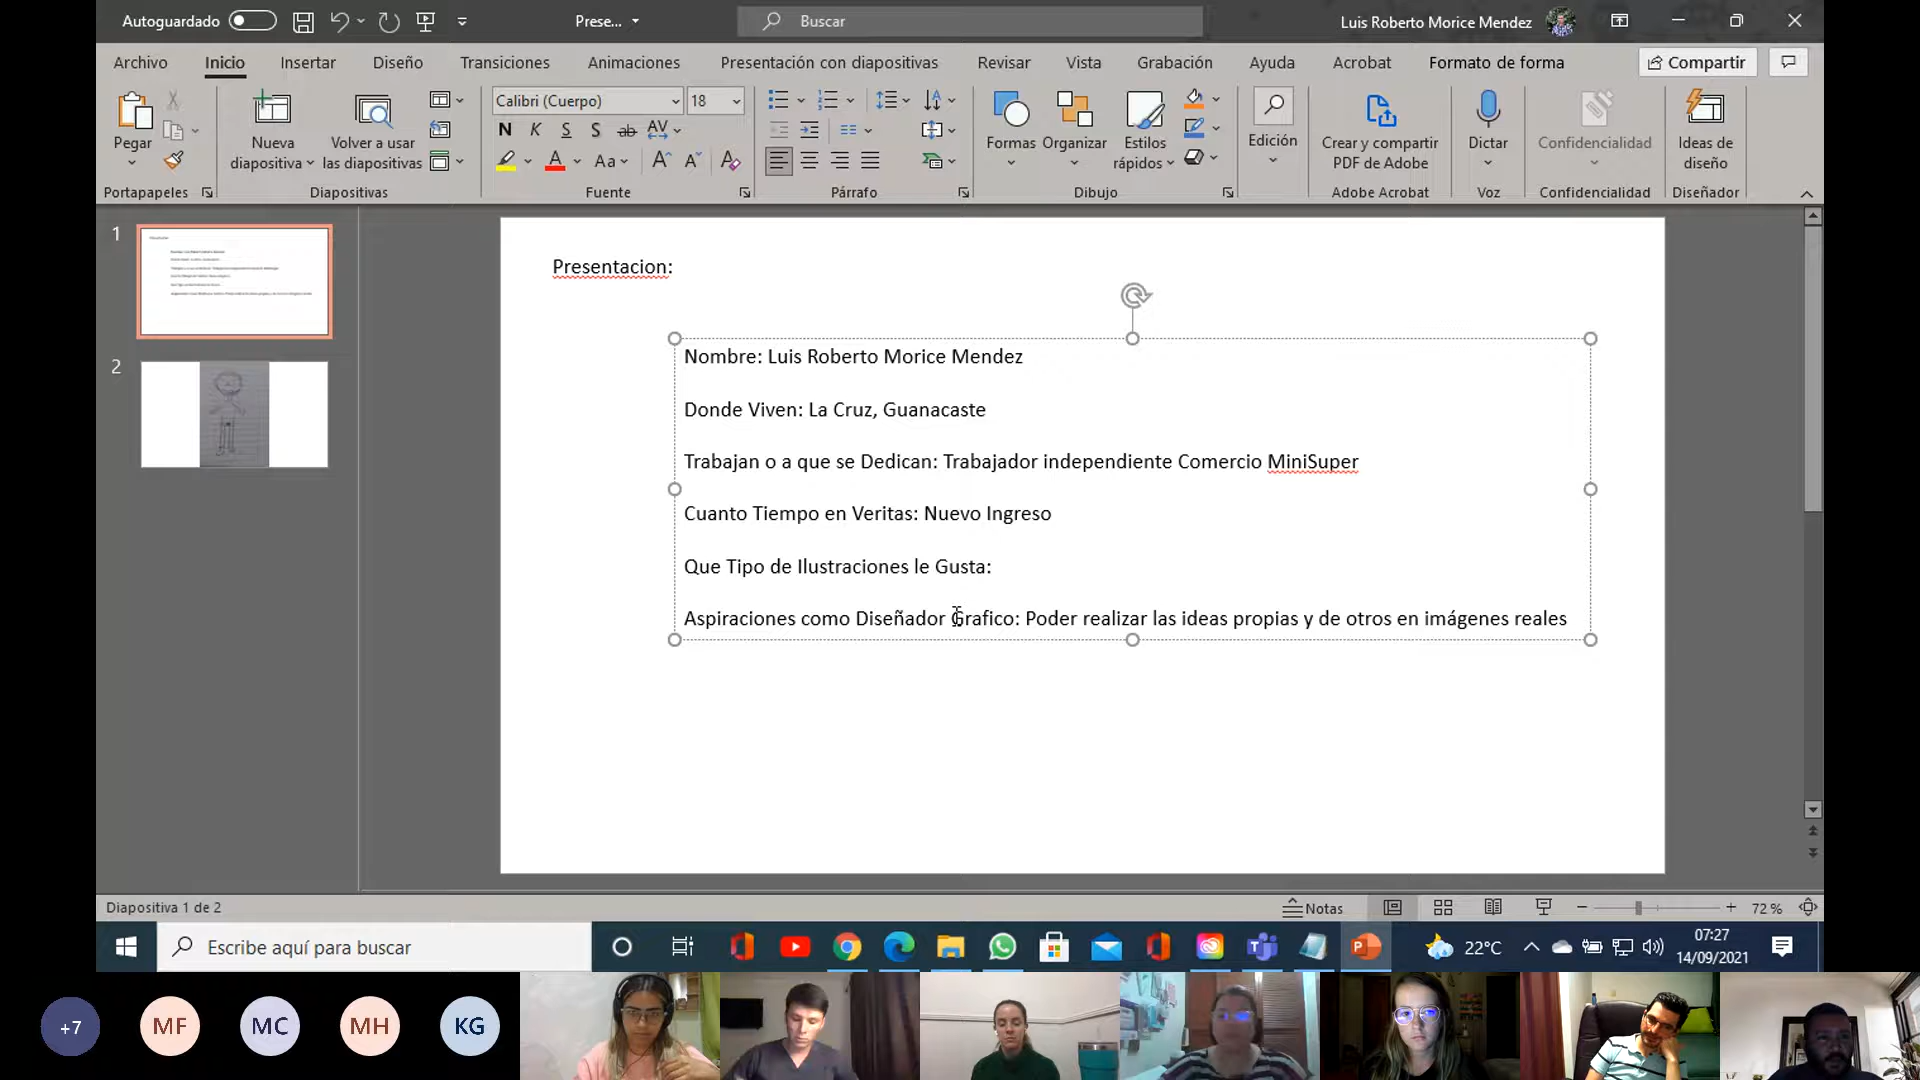 Autoguardado
Prese...
Buscar
Luis Roberto Morice Mendez
Archivo
Inicio
Insertar
Diseño
Transiciones
Animaciones
Presentación con diapositivas
Revisar
Vista
Grabación
Ayuda
Acrobat
Formato de forma
Compartir
Pegar
Portapapeles
Nueva
diapositiva
Volver a usar
las diapositivas
Diapositivas
Calibri (Cuerpo)
18
N K S S ab AV
A Aa A A A
Fuente
Párrafo
Formas
Organizar
Estilos
rápidos
Dibujo
Edición
Crear y compartir
PDF de Adobe
Adobe Acrobat
Dictar
Voz
Confidencialidad
Confidencialidad
Ideas de
diseño
Diseñador
1
2
Presentacion:
Nombre: Luis Roberto Morice Mendez
Donde Viven: La Cruz, Guanacaste
Trabajan o a que se Dedican: Trabajador independiente Comercio MiniSuper
Cuanto Tiempo en Veritas: Nuevo Ingreso
Que Tipo de Ilustraciones le Gusta:
Aspiraciones como Diseñador Grafico: Poder realizar las ideas propias y de otros en imágenes reales
Diapositiva 1 de 2
Notas
72 %
Escribe aquí para buscar
22°C
07:27
14/09/2021
+7
MF
MC
MH
KG